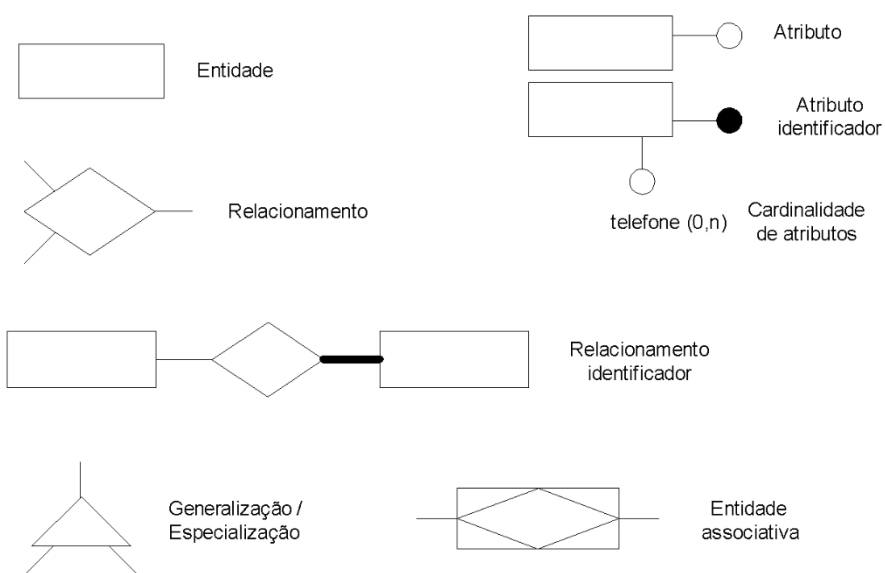 Entidade
Atributo
Atributo
identificador
Relacionamento
telefone (0,n)
Cardinalidade
de atributos
Relacionamento
identificador
Generalização /
Especialização
Entidade
associativa